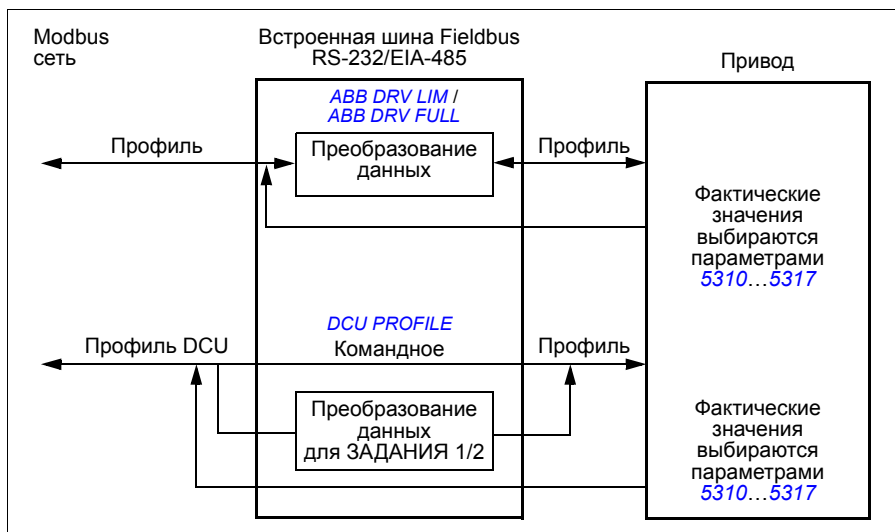 Modbus
сеть
Встроенная шина Fieldbus
RS-232/EIA-485
Привод
ABB DRV LIM /
ABB DRV FULL
Профиль
Преобразование
данных
Профиль
Фактические
значения
выбираются
параметрами
5310…5317
DCU PROFILE
Профиль DCU
Командное
Профиль
Преобразование
данных
для ЗАДАНИЯ 1/2
Фактические
значения
выбираются
параметрами
5310…5317